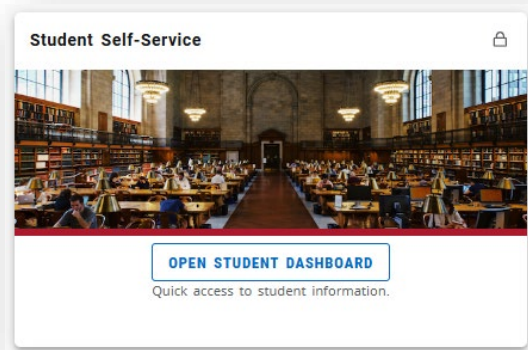 Student Self-Service
OPEN STUDENT DASHBOARD
Quick access to student information.